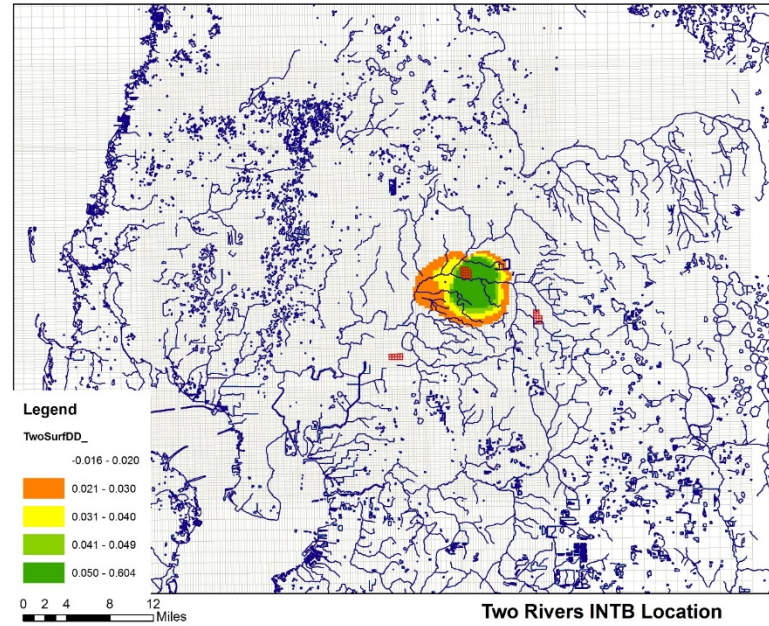 Legend
TwoSurfDD_
-0.016 - 0.020
0.021 - 0.030
0.031 - 0.040
0.041 - 0.049
0.050 - 0.604
0 2 4 8 12
Miles
Two Rivers INTB Location